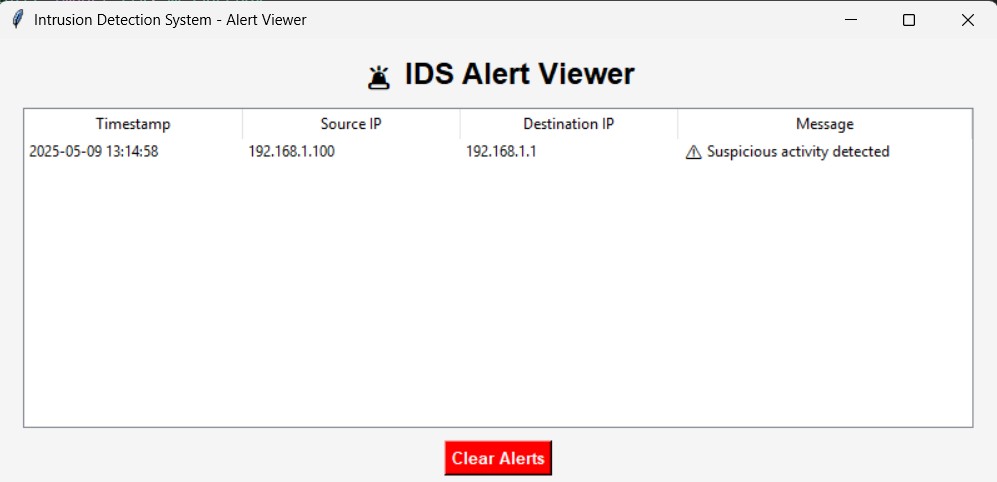 Intrusion Detection System - Alert Viewer
IDS Alert Viewer
Timestamp Source IP Destination IP Message
2025-05-09 13:14:58 192.168.1.100 192.168.1.1 ⚠ Suspicious activity detected
Clear Alerts